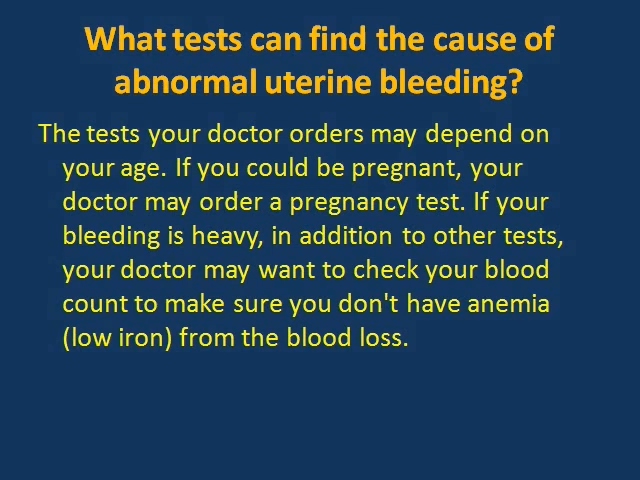 What tests can find the cause of
abnormal uterine bleeding?
The tests your doctor orders may depend on
your age. If you could be pregnant, your
doctor may order a pregnancy test. If your
bleeding is heavy, in addition to other tests,
your doctor may want to check your blood
count to make sure you don't have anemia
(low iron) from the blood loss.